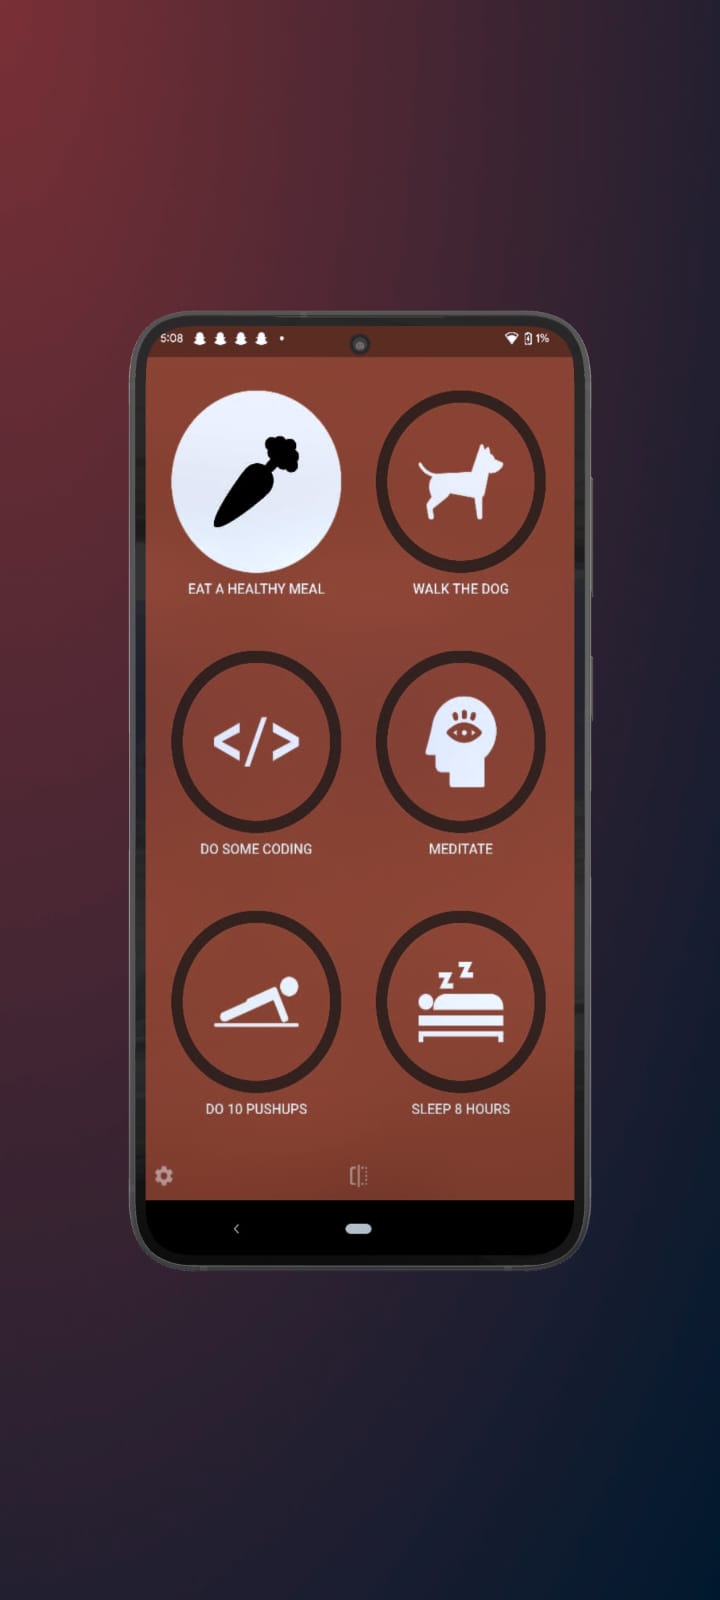 5:08 1%
EAT A HEALTHY MEAL WALK THE DOG
</>
DO SOME CODING MEDITATE
z z
DO 10 PUSHUPS SLEEP 8 HOURS